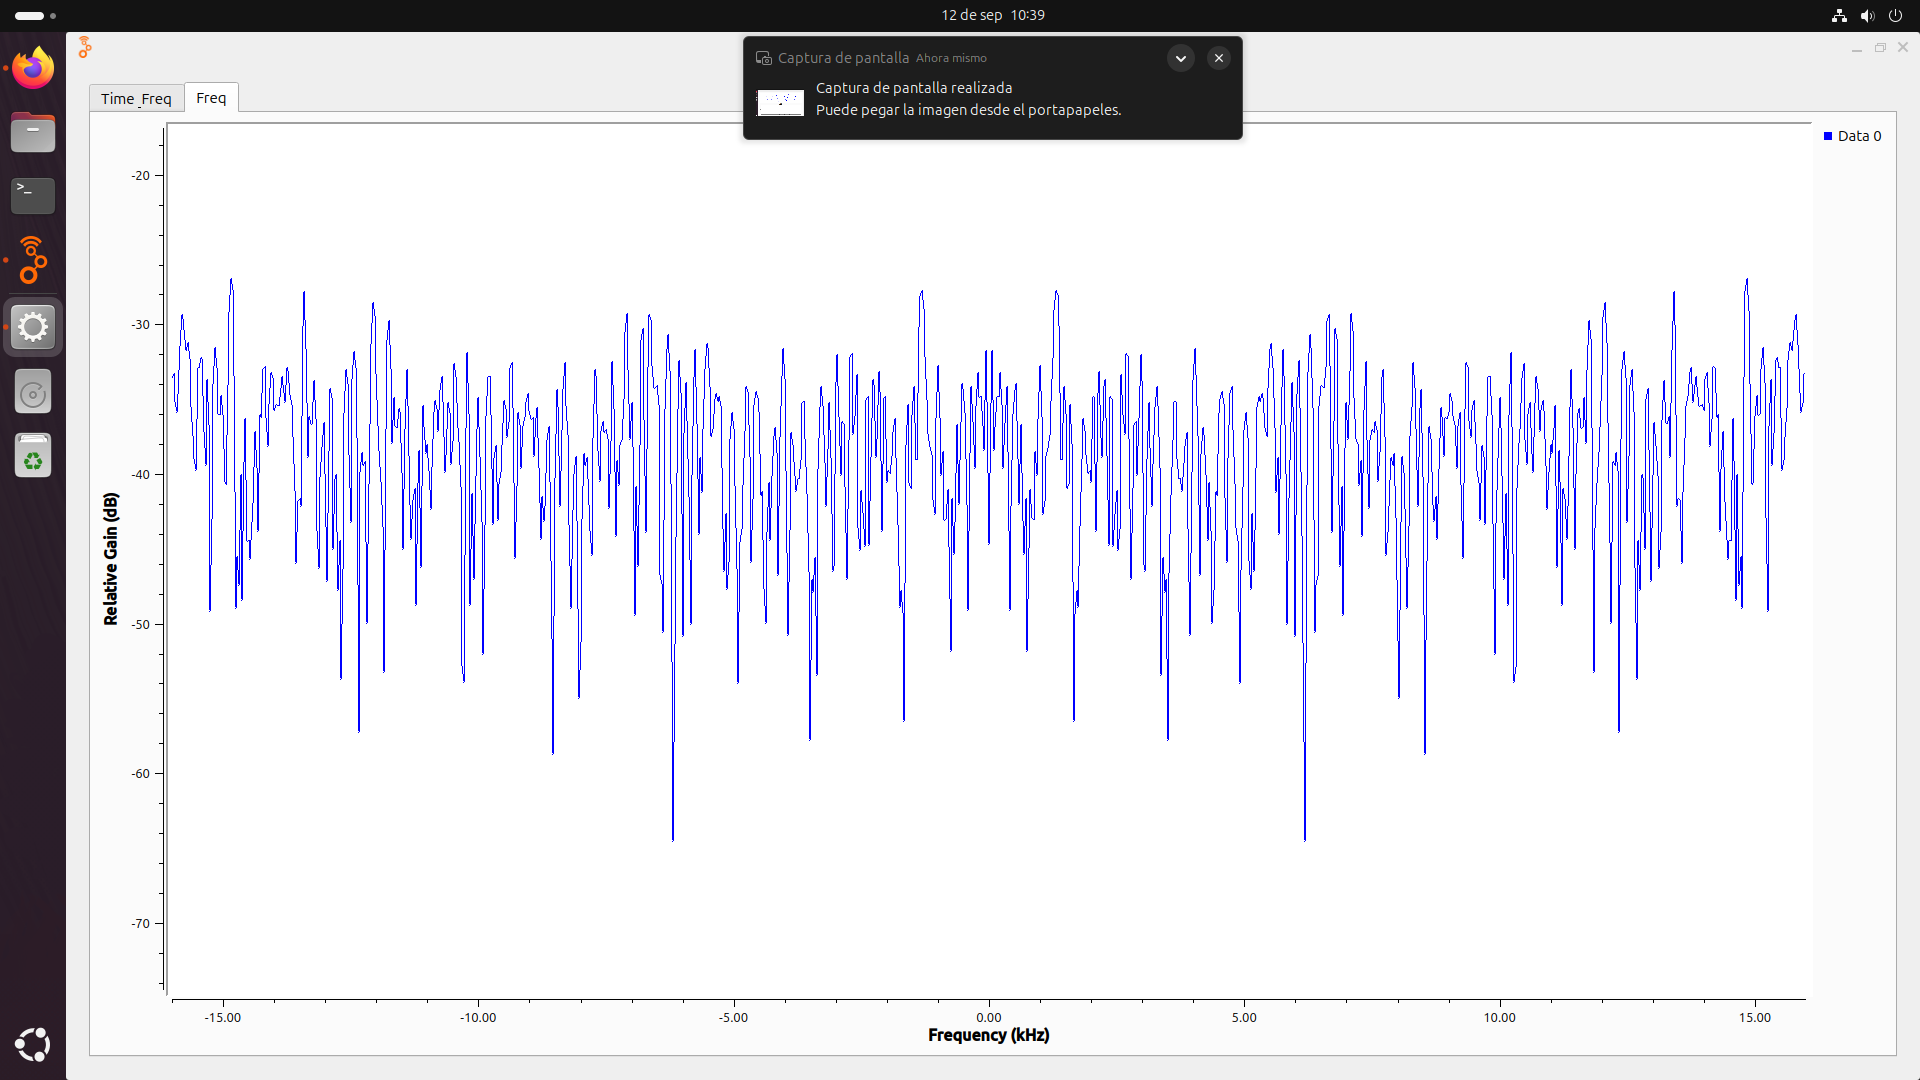 12 de sep 10:39
Captura de pantalla Ahora mismo
Captura de pantalla realizada
Puede pegar la imagen desde el portapapeles.
Time_Freq
Freq
Data 0
-20
-30
-40
-50
-60
-70
Relative Gain (dB)
-15.00
-10.00
-5.00
0.00
5.00
10.00
15.00
Frequency (kHz)
>_